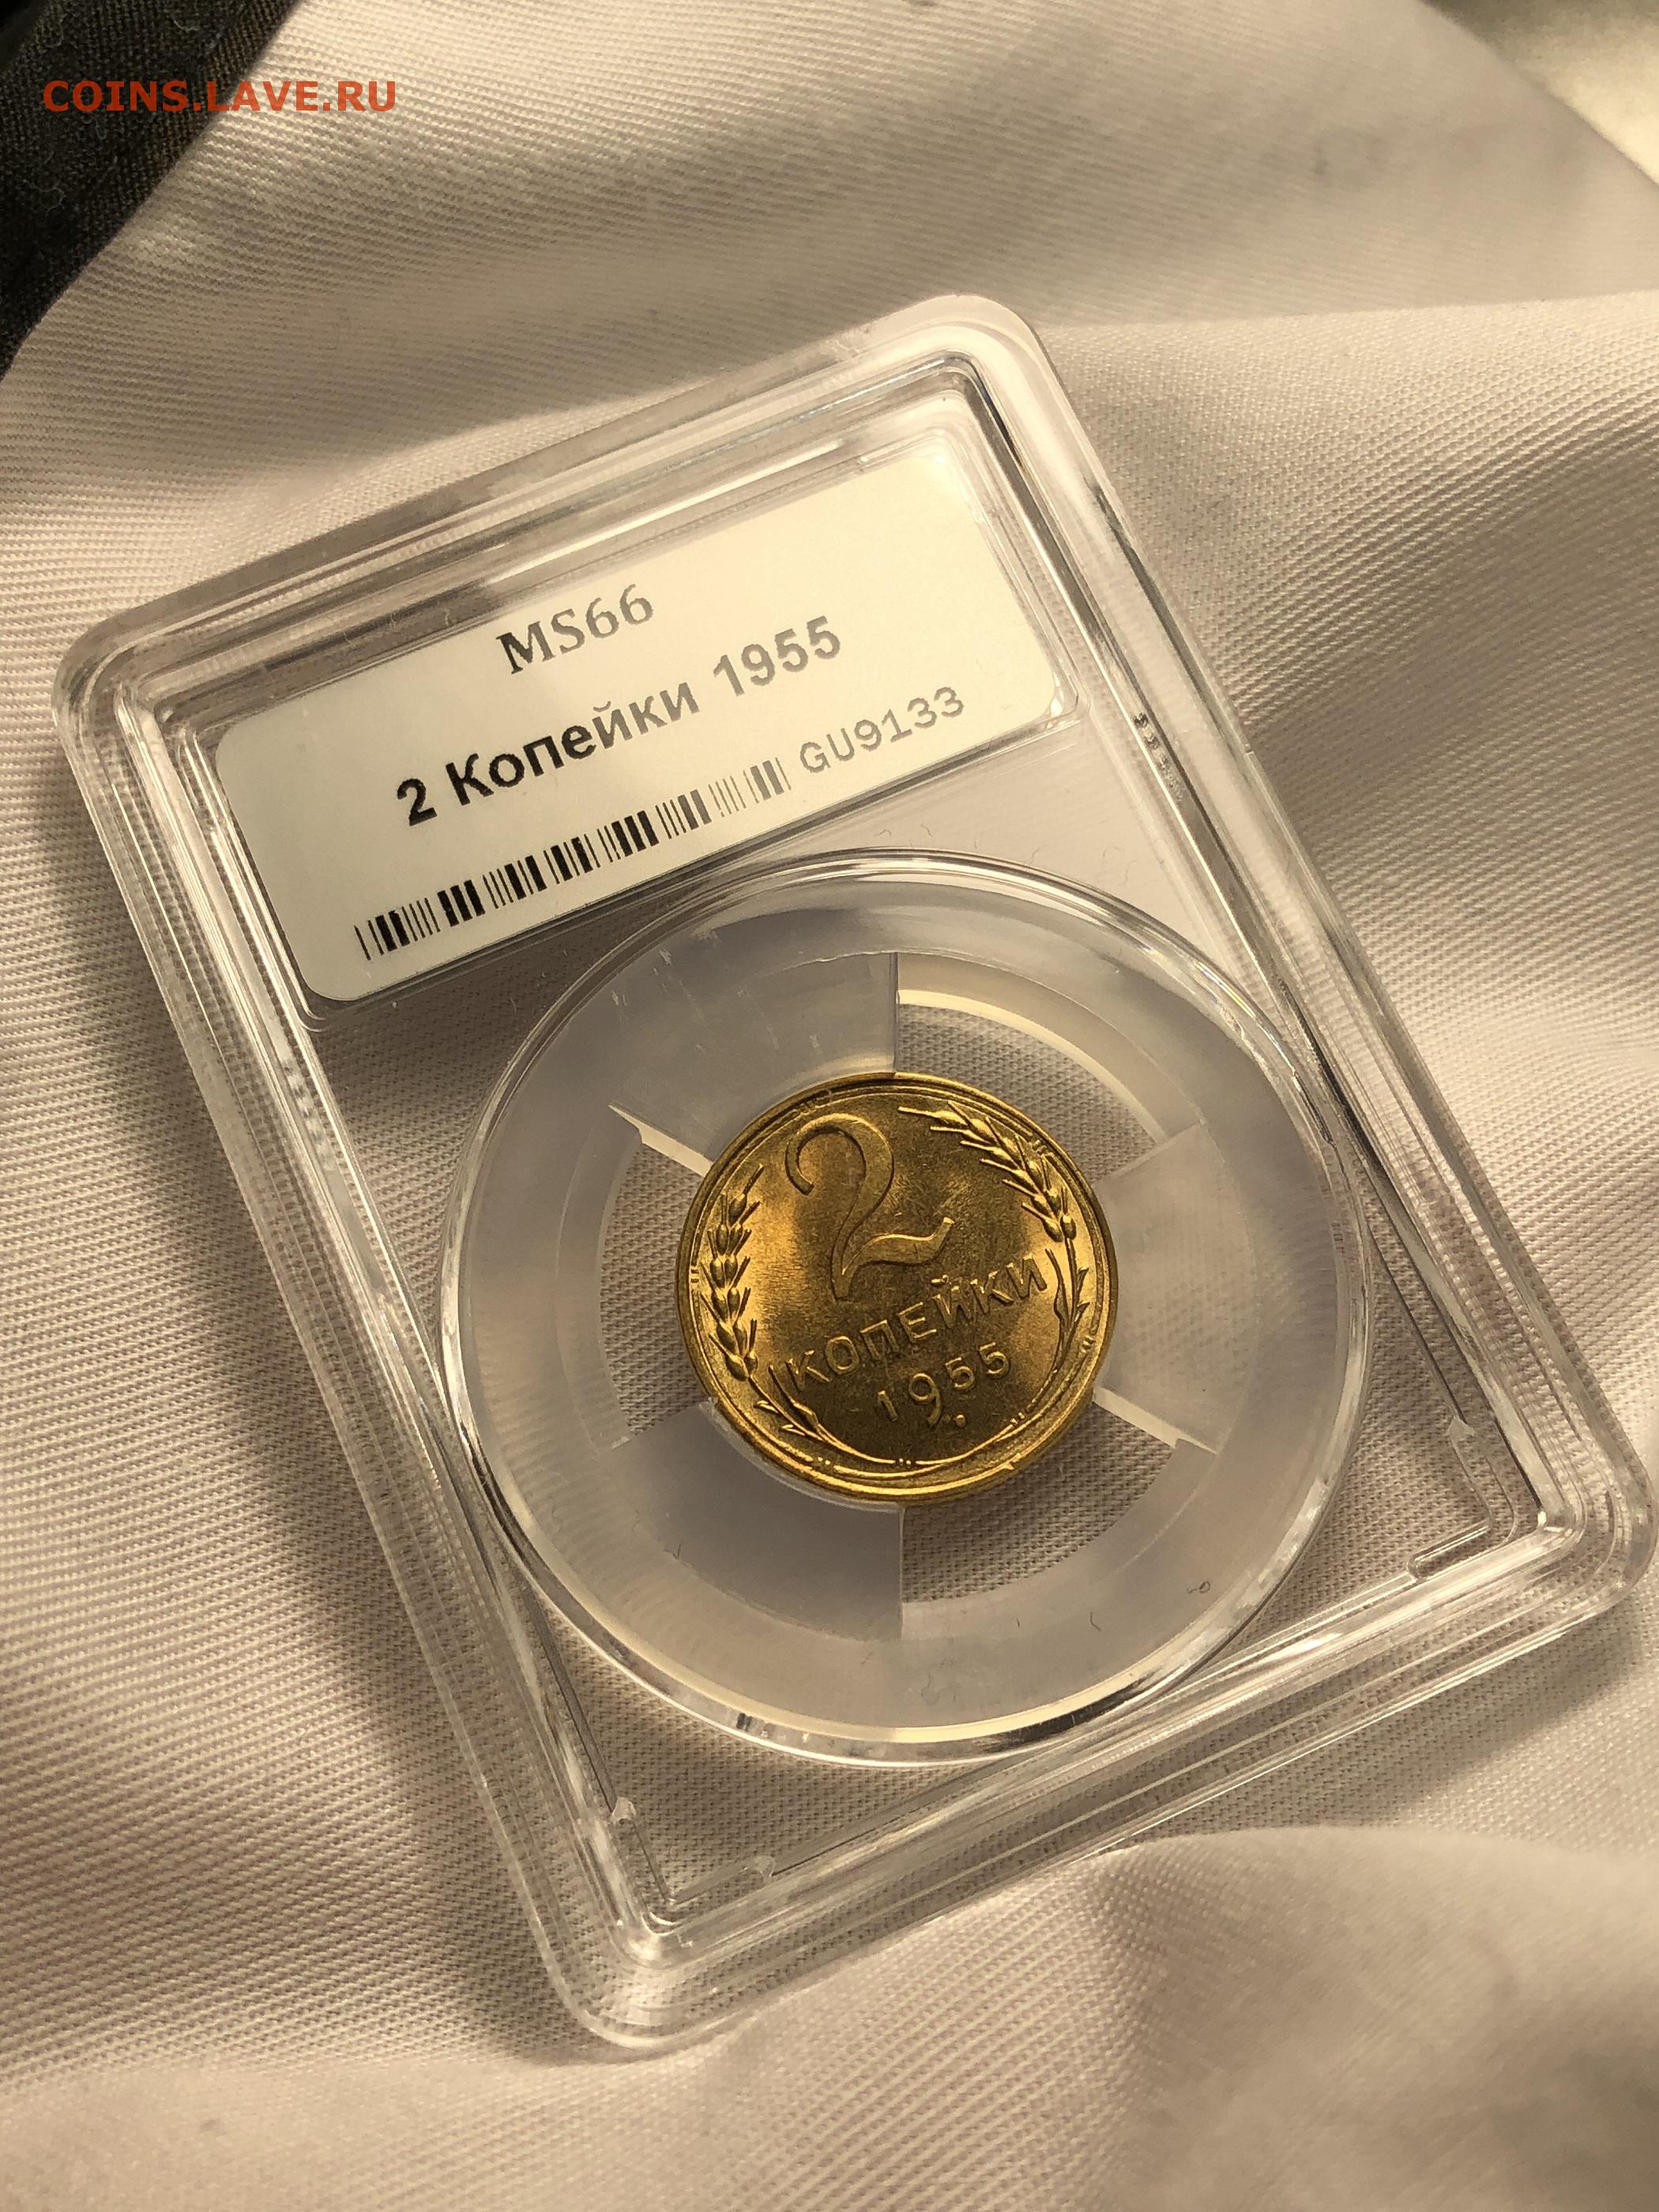 COINS.LAVE.RU
MS66
2 Копейки 1955
GU9133
2
КОПЕЙКИ
1955